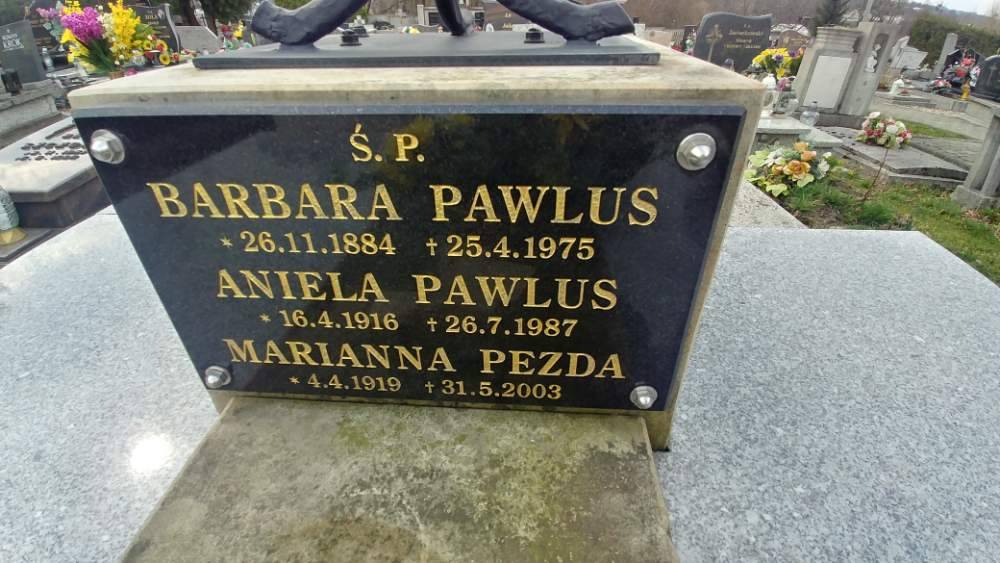 Ś. P.
BARBARA PAWLUS
* 26.11.1884 † 25.4.1975
ANIELA PAWLUS
* 16.4.1916 † 26.7.1987
MARIANNA PEZDA
* 4.4.1919 † 31.5.2003